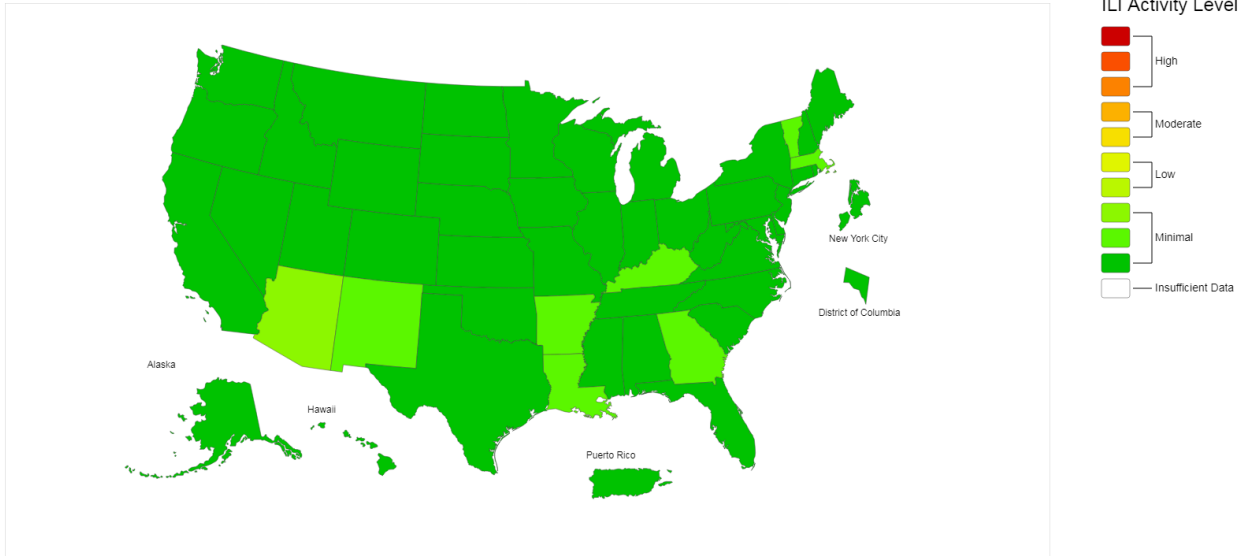 ILI Activity Level
High
Moderate
Low
Minimal
Insufficient Data
New York City
District of Columbia
Alaska
Hawaii
Puerto Rico